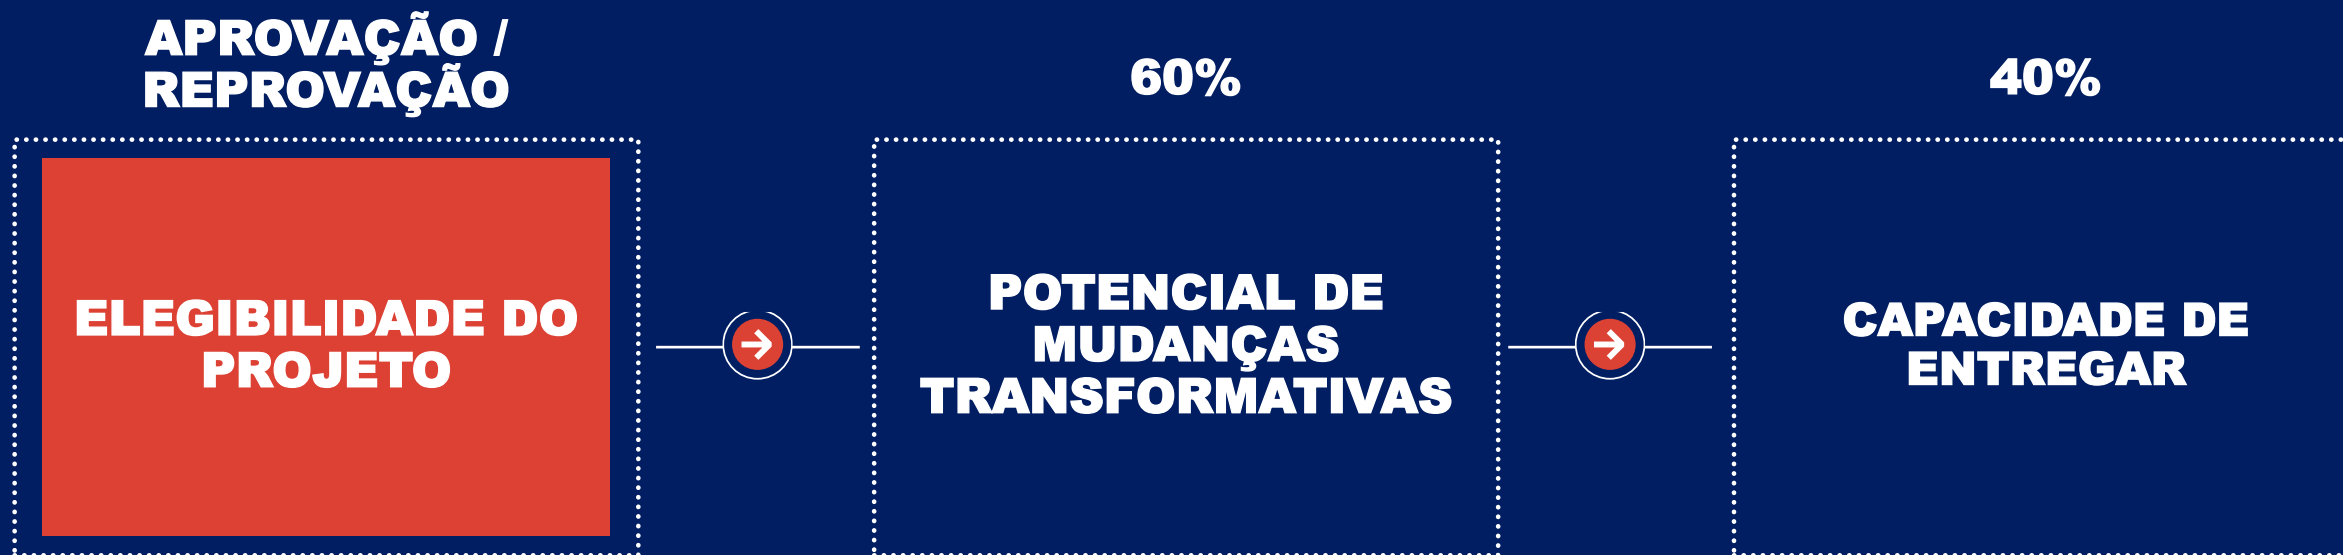 APROVAÇÃO /
REPROVAÇÃO
60%
40%
ELEGIBILIDADE DO
PROJETO
POTENCIAL DE
MUDANÇAS
TRANSFORMATIVAS
CAPACIDADE DE
ENTREGAR